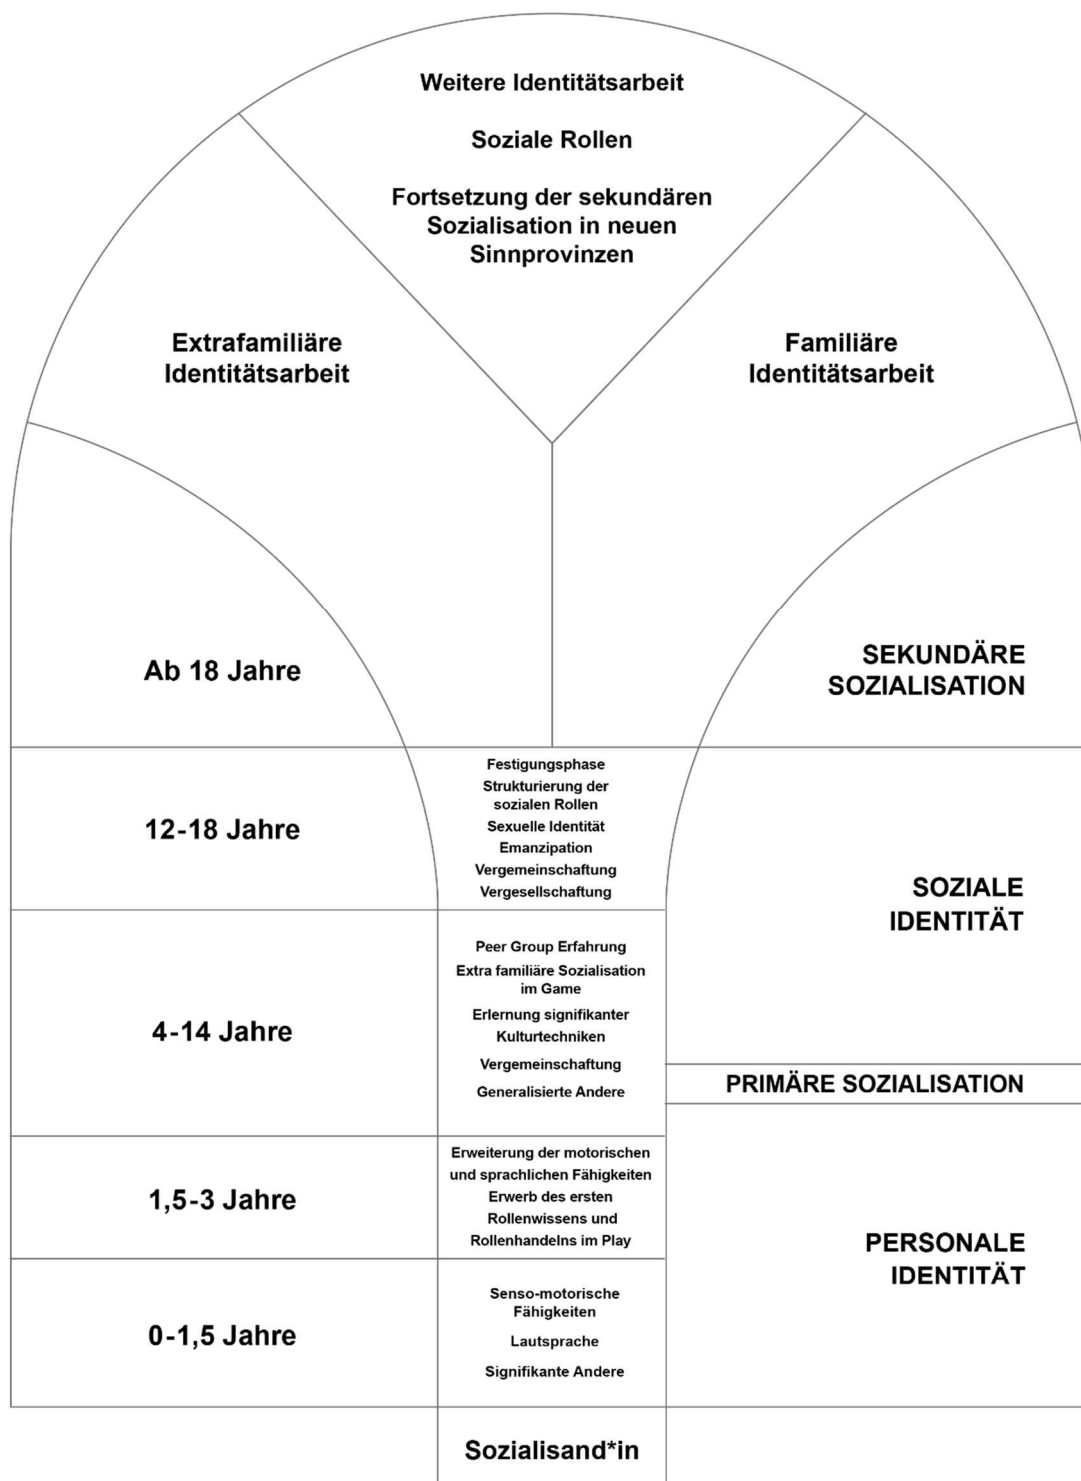 Weitere Identitätsarbeit
Soziale Rollen
Fortsetzung der sekundären
Sozialisation in neuen
Sinnprovinzen
Extrafamiliäre
Identitätsarbeit
Familiäre
Identitätsarbeit
Ab 18 Jahre
SEKUNDÄRE
SOZIALISATION
12-18 Jahre
Festigungsphase
Strukturierung der
sozialen Rollen
Sexuelle Identität
Emanzipation
Vergemeinschaftung
Vergesellschaftung
SOZIALE
IDENTITÄT
4-14 Jahre
Peer Group Erfahrung
Extra familiäre Sozialisation
im Game
Erlernung signifikanter
Kulturtechniken
Vergemeinschaftung
Generalisierte Andere
PRIMÄRE SOZIALISATION
1,5-3 Jahre
Erweiterung der motorischen
und sprachlichen Fähigkeiten
Erwerb des ersten
Rollenwissens und
Rollenhandelns im Play
PERSONALE
IDENTITÄT
0-1,5 Jahre
Senso-motorische
Fähigkeiten
Lautsprache
Signifikante Andere
Sozialisand*in